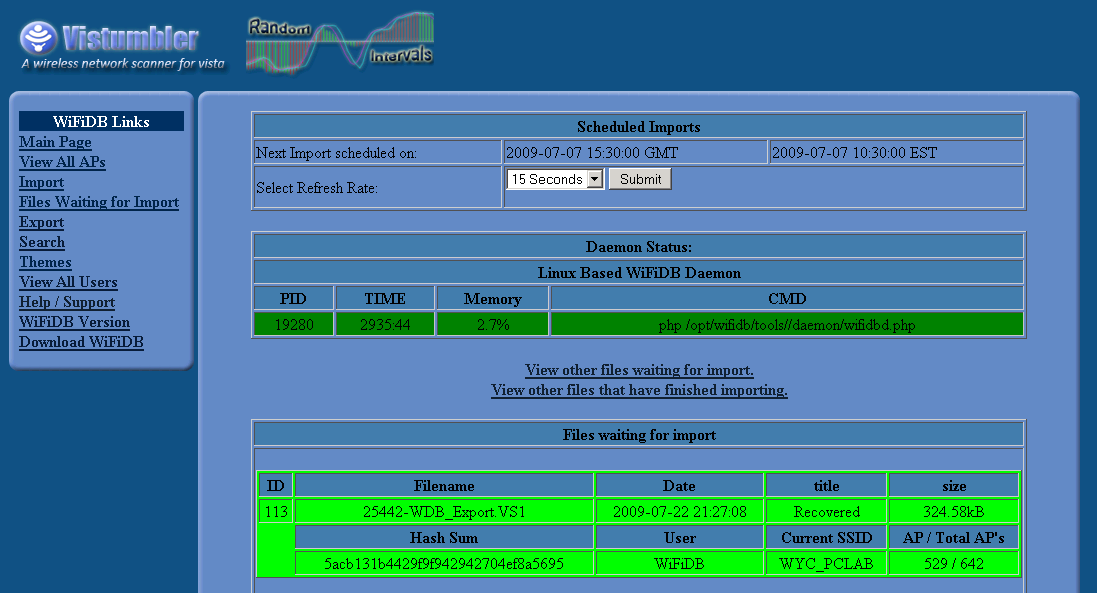 Vistumbler
A wireless network scanner for vista
Random
Intervals
WiFiDB Links
Main Page
View All APs
Import
Files Waiting for Import
Export
Search
Themes
View All Users
Help / Support
WiFiDB Version
Download WiFiDB
Scheduled Imports
Next Import scheduled on: 2009-07-07 15:30:00 GMT 2009-07-07 10:30:00 EST
Select Refresh Rate: 15 Seconds Submit
Daemon Status:
Linux Based WiFiDB Daemon
PID TIME Memory CMD
19280 2935:44 2.7% php /opt/wifidb/tools//daemon/wifidbd.php
View other files waiting for import.
View other files that have finished importing.
Files waiting for import
ID Filename Date title size
113 25442-WDB_Export.VS1 2009-07-22 21:27:08 Recovered 324.58kB
Hash Sum User Current SSID AP / Total AP's
5acb131b4429f9f942942704ef8a5695 WiFiDB WYC_PCLAB 529 / 642